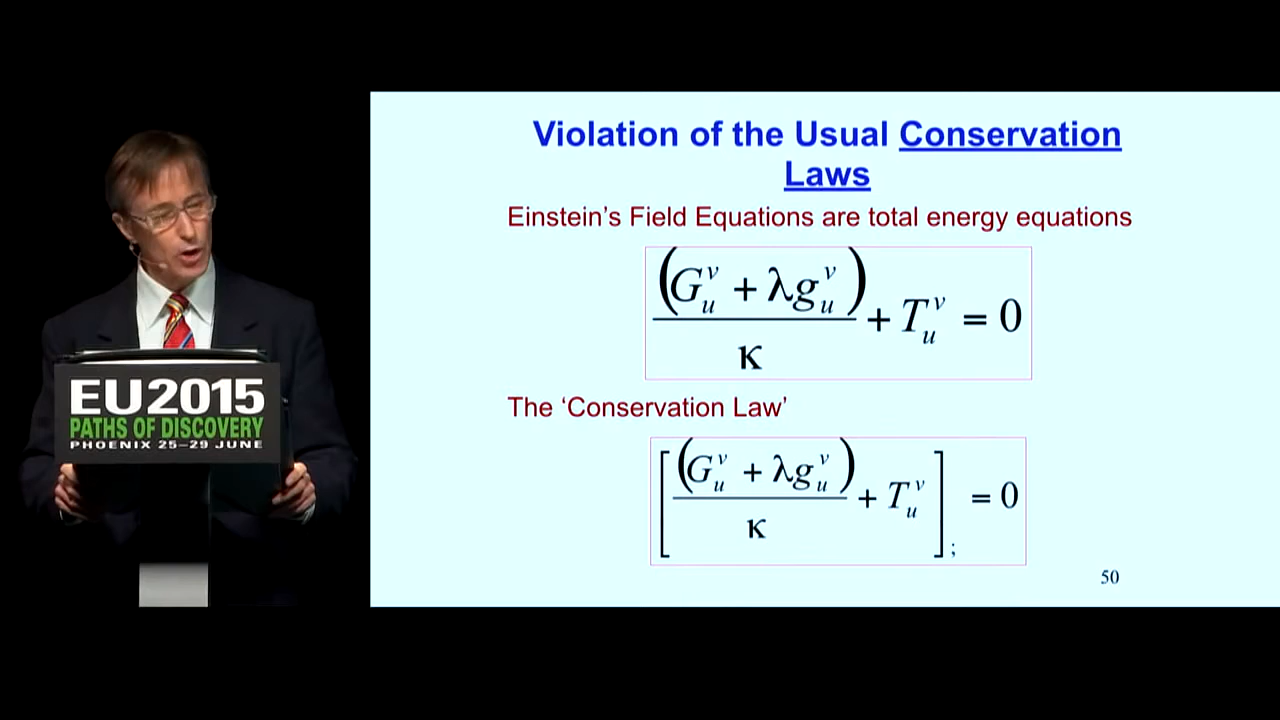 EU2015
PATHS OF DISCOVERY
PHOENIX 25–29 JUNE
Violation of the Usual Conservation
Laws
Einstein’s Field Equations are total energy equations
(G_u^v + λg_u^v)/κ + T_u^v = 0
The ‘Conservation Law’
[(G_u^v + λg_u^v)/κ + T_u^v]_; = 0
50